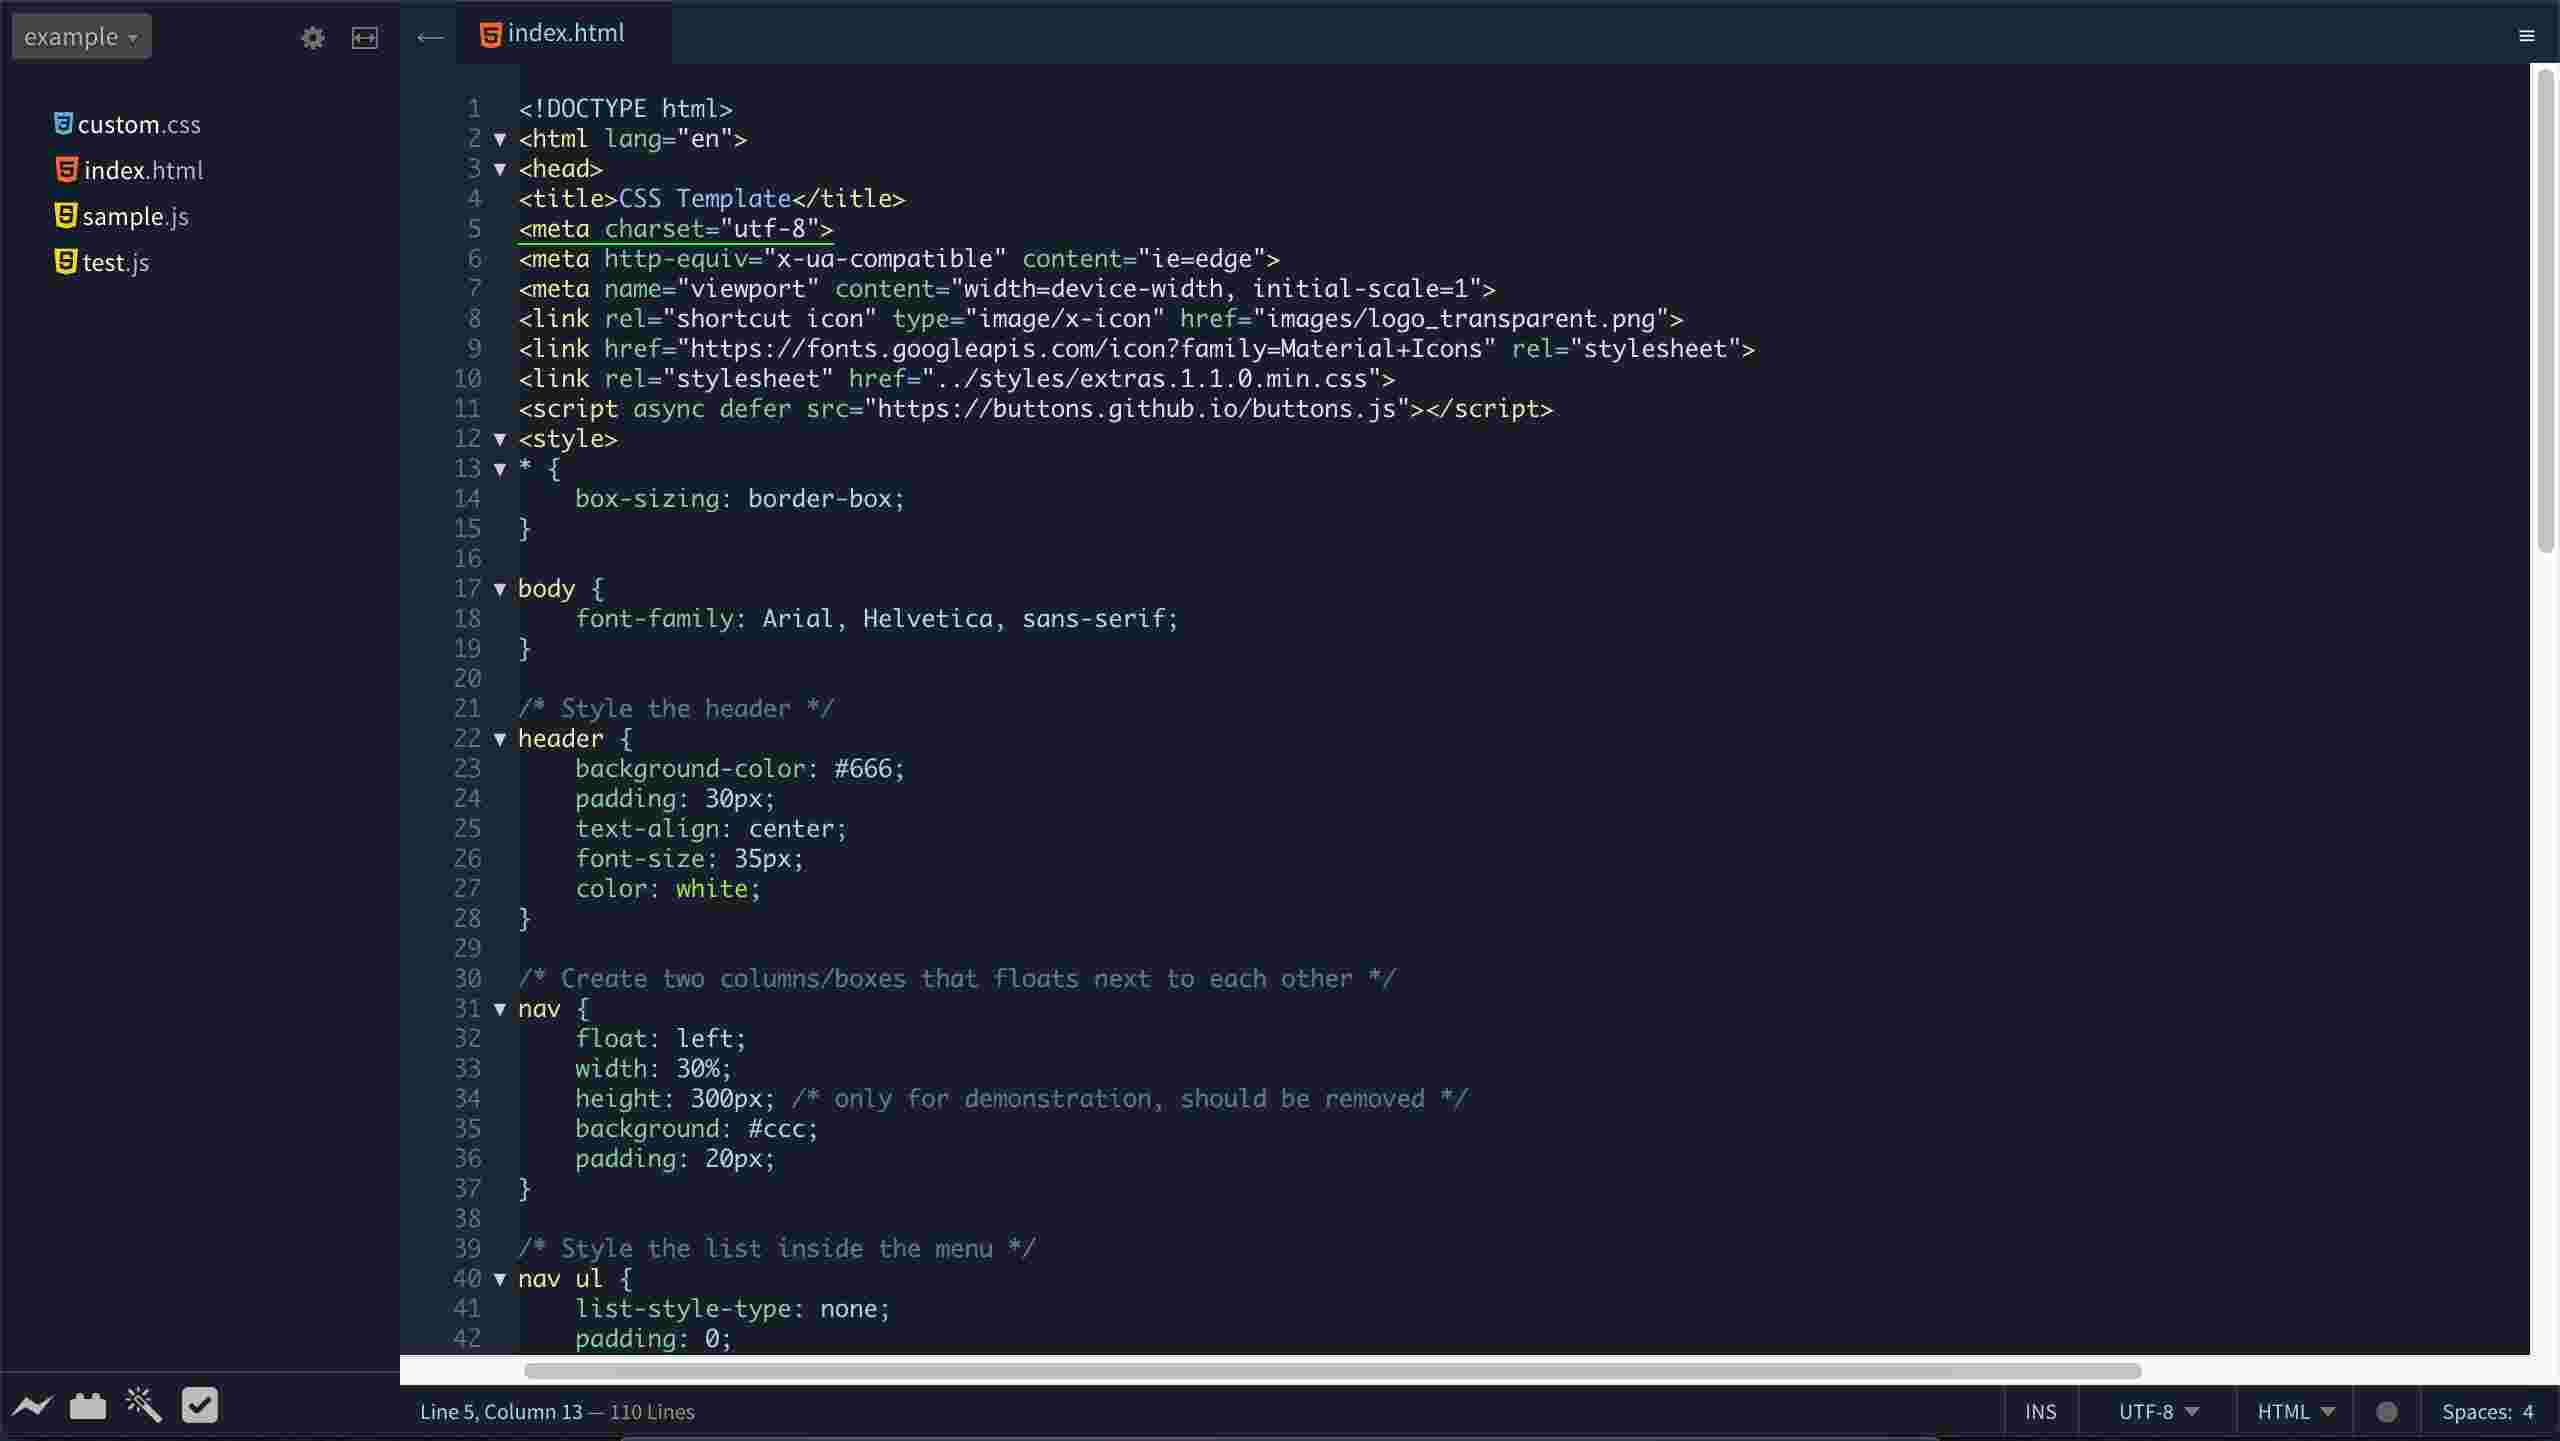 example
custom.css
index.html
sample.js
test.js
index.html
1 <!DOCTYPE html>
2 <html lang="en">
3 <head>
4 <title>CSS Template</title>
5 <meta charset="utf-8">
6 <meta http-equiv="x-ua-compatible" content="ie=edge">
7 <meta name="viewport" content="width=device-width, initial-scale=1">
8 <link rel="shortcut icon" type="image/x-icon" href="images/logo_transparent.png">
9 <link href="https://fonts.googleapis.com/icon?family=Material+Icons" rel="stylesheet">
10 <link rel="stylesheet" href="../styles/extras.1.1.0.min.css">
11 <script async defer src="https://buttons.github.io/buttons.js"></script>
12 <style>
13 * {
14     box-sizing: border-box;
15 }
16
17 body {
18     font-family: Arial, Helvetica, sans-serif;
19 }
20
21 /* Style the header */
22 header {
23     background-color: #666;
24     padding: 30px;
25     text-align: center;
26     font-size: 35px;
27     color: white;
28 }
29
30 /* Create two columns/boxes that floats next to each other */
31 nav {
32     float: left;
33     width: 30%;
34     height: 300px; /* only for demonstration, should be removed */
35     background: #ccc;
36     padding: 20px;
37 }
38
39 /* Style the list inside the menu */
40 nav ul {
41     list-style-type: none;
42     padding: 0;
Line 5, Column 13 — 110 Lines
INS
UTF-8
HTML
Spaces: 4